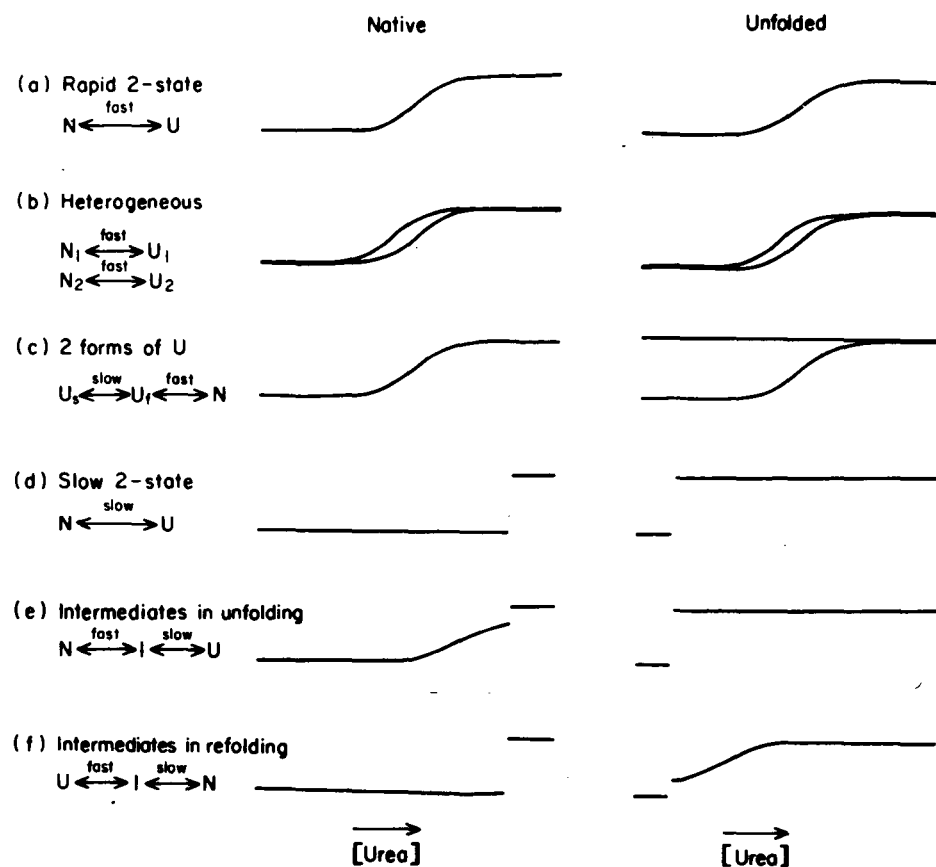 Native Unfolded
(a) Rapid 2-state
fast
N ⟷ U
(b) Heterogeneous
fast
N₁ ⟷ U₁
fast
N₂ ⟷ U₂
(c) 2 forms of U
slow fast
Uₛ ⟷ U_f ⟷ N
(d) Slow 2-state
slow
N ⟷ U
(e) Intermediates in unfolding
fast slow
N ⟷ I ⟷ U
(f) Intermediates in refolding
fast slow
U ⟷ I ⟷ N
[Urea] [Urea]